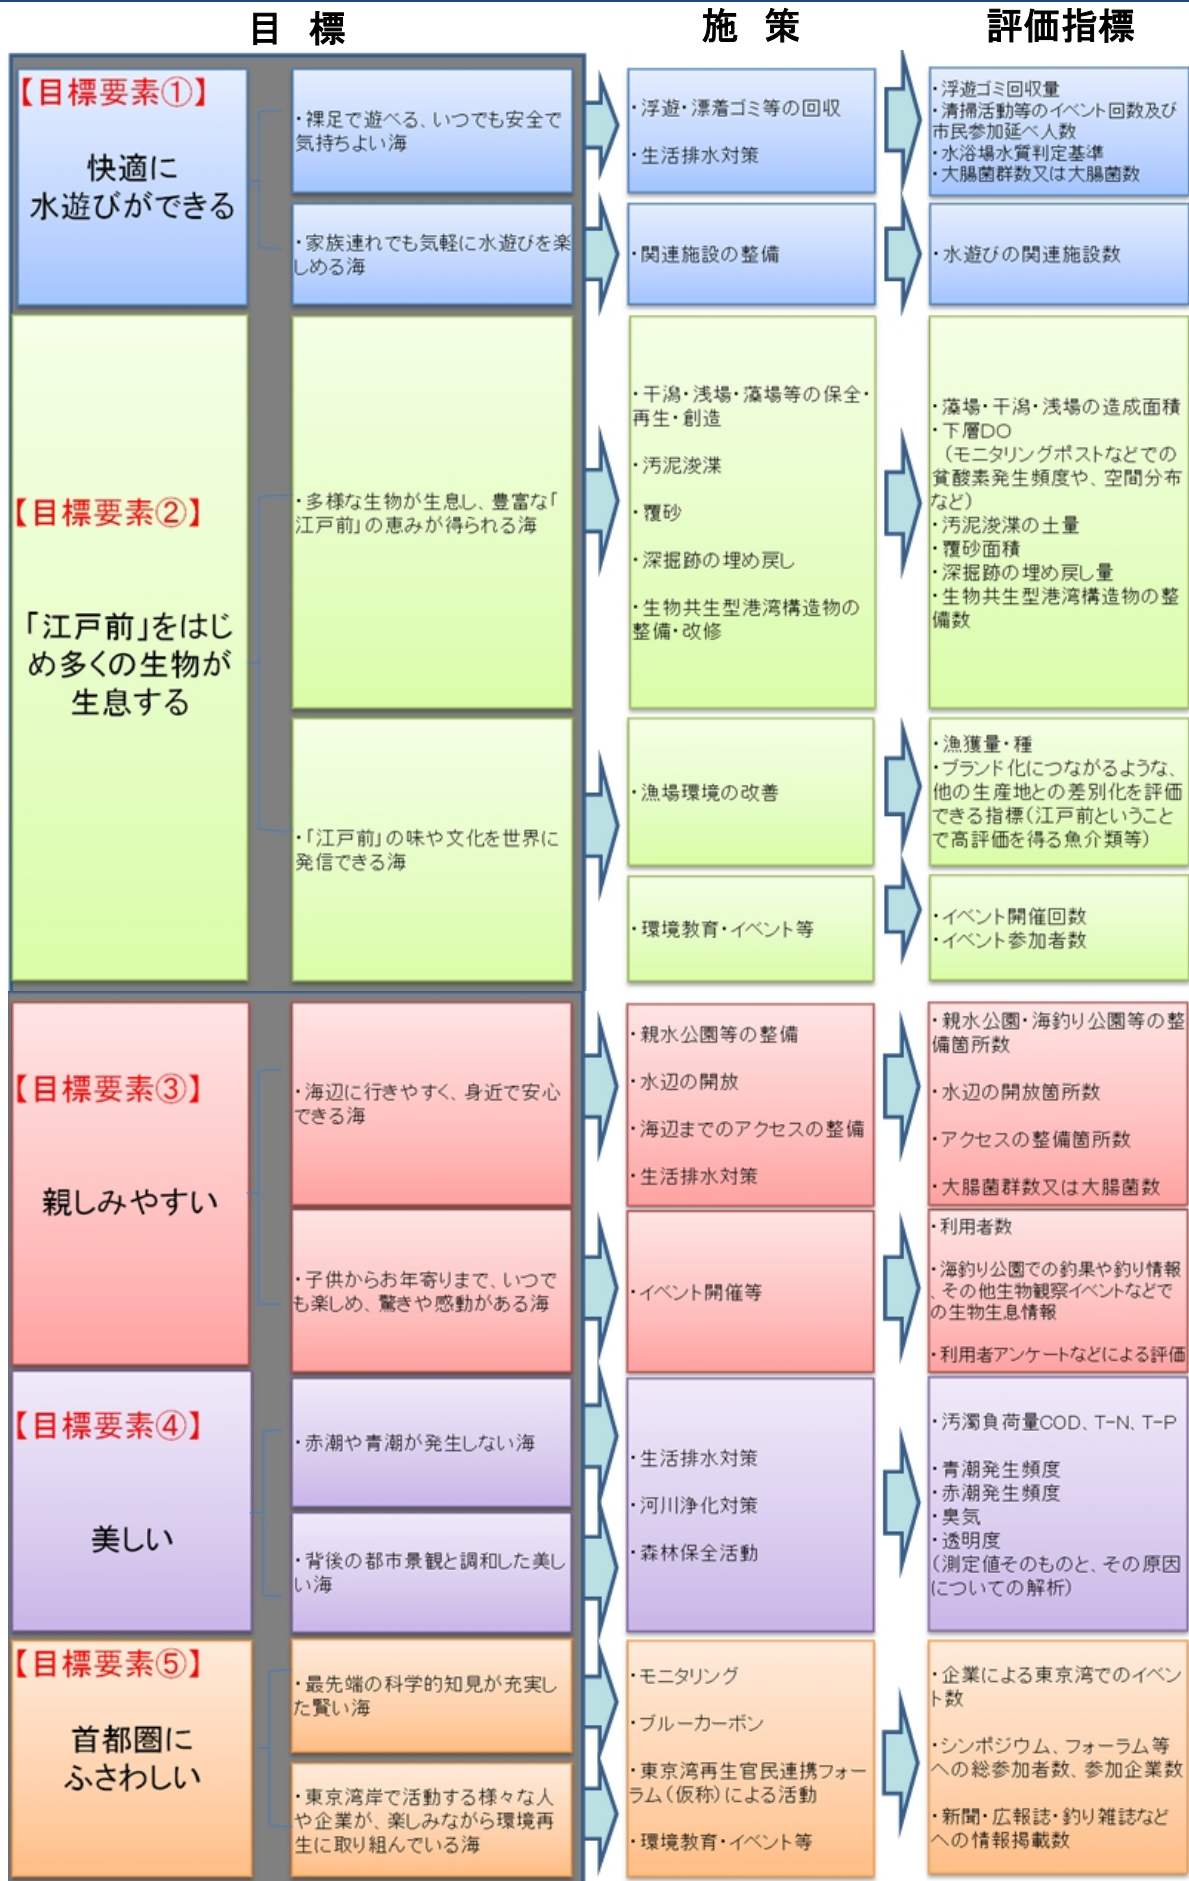 目 標
施 策
評価指標
【目標要素①】
快適に
水遊びができる
・裸足で遊べる、いつでも安全で
気持ちよい海
・浮遊・漂着ゴミ等の回収
・生活排水対策
・浮遊ゴミ回収量
・清掃活動等のイベント回数及び
市民参加延べ人数
・水浴場水質判定基準
・大腸菌群数又は大腸菌数
・家族連れでも気軽に水遊びを楽
しめる海
・関連施設の整備
・水遊びの関連施設数
【目標要素②】
「江戸前」をはじ
め多くの生物が
生息する
・多様な生物が生息し、豊富な「
江戸前」の恵みが得られる海
・干潟・浅場・藻場等の保全・
再生・創造
・汚泥浚渫
・覆砂
・深掘跡の埋め戻し
・生物共生型港湾構造物の
整備・改修
・藻場・干潟・浅場の造成面積
・下層DO
（モニタリングポストなどでの
貧酸素発生頻度や、空間分布
など）
・汚泥浚渫の土量
・覆砂面積
・深掘跡の埋め戻し量
・生物共生型港湾構造物の整
備数
・「江戸前」の味や文化を世界に
発信できる海
・漁場環境の改善
・漁獲量・種
・ブランド化につながるような、
他の生産地との差別化を評価
できる指標（江戸前ということ
で高評価を得る魚介類等）
・環境教育・イベント等
・イベント開催回数
・イベント参加者数
【目標要素③】
親しみやすい
・海辺に行きやすく、身近で安心
できる海
・親水公園等の整備
・水辺の開放
・海辺までのアクセスの整備
・生活排水対策
・親水公園・海釣り公園等の整
備箇所数
・水辺の開放箇所数
・アクセスの整備箇所数
・大腸菌群数又は大腸菌数
・子供からお年寄りまで、いつで
も楽しめ、驚きや感動がある海
・イベント開催等
・利用者数
・海釣り公園での釣果や釣り情報
、その他生物観察イベントなどで
の生物生息情報
・利用者アンケートなどによる評価
【目標要素④】
美しい
・赤潮や青潮が発生しない海
・背後の都市景観と調和した美し
い海
・生活排水対策
・河川浄化対策
・森林保全活動
・汚濁負荷量COD、T-N、T-P
・青潮発生頻度
・赤潮発生頻度
・臭気
・透明度
（測定値そのものと、その原因
についての解析）
【目標要素⑤】
首都圏に
ふさわしい
・最先端の科学的知見が充実し
た賢い海
・東京湾岸で活動する様々な人
や企業が、楽しみながら環境再
生に取り組んでいる海
・モニタリング
・ブルーカーボン
・東京湾再生官民連携フォー
ラム（仮称）による活動
・環境教育・イベント等
・企業による東京湾でのイベン
ト数
・シンポジウム、フォーラム等
への総参加者数、参加企業数
・新聞・広報誌・釣り雑誌など
への情報掲載数